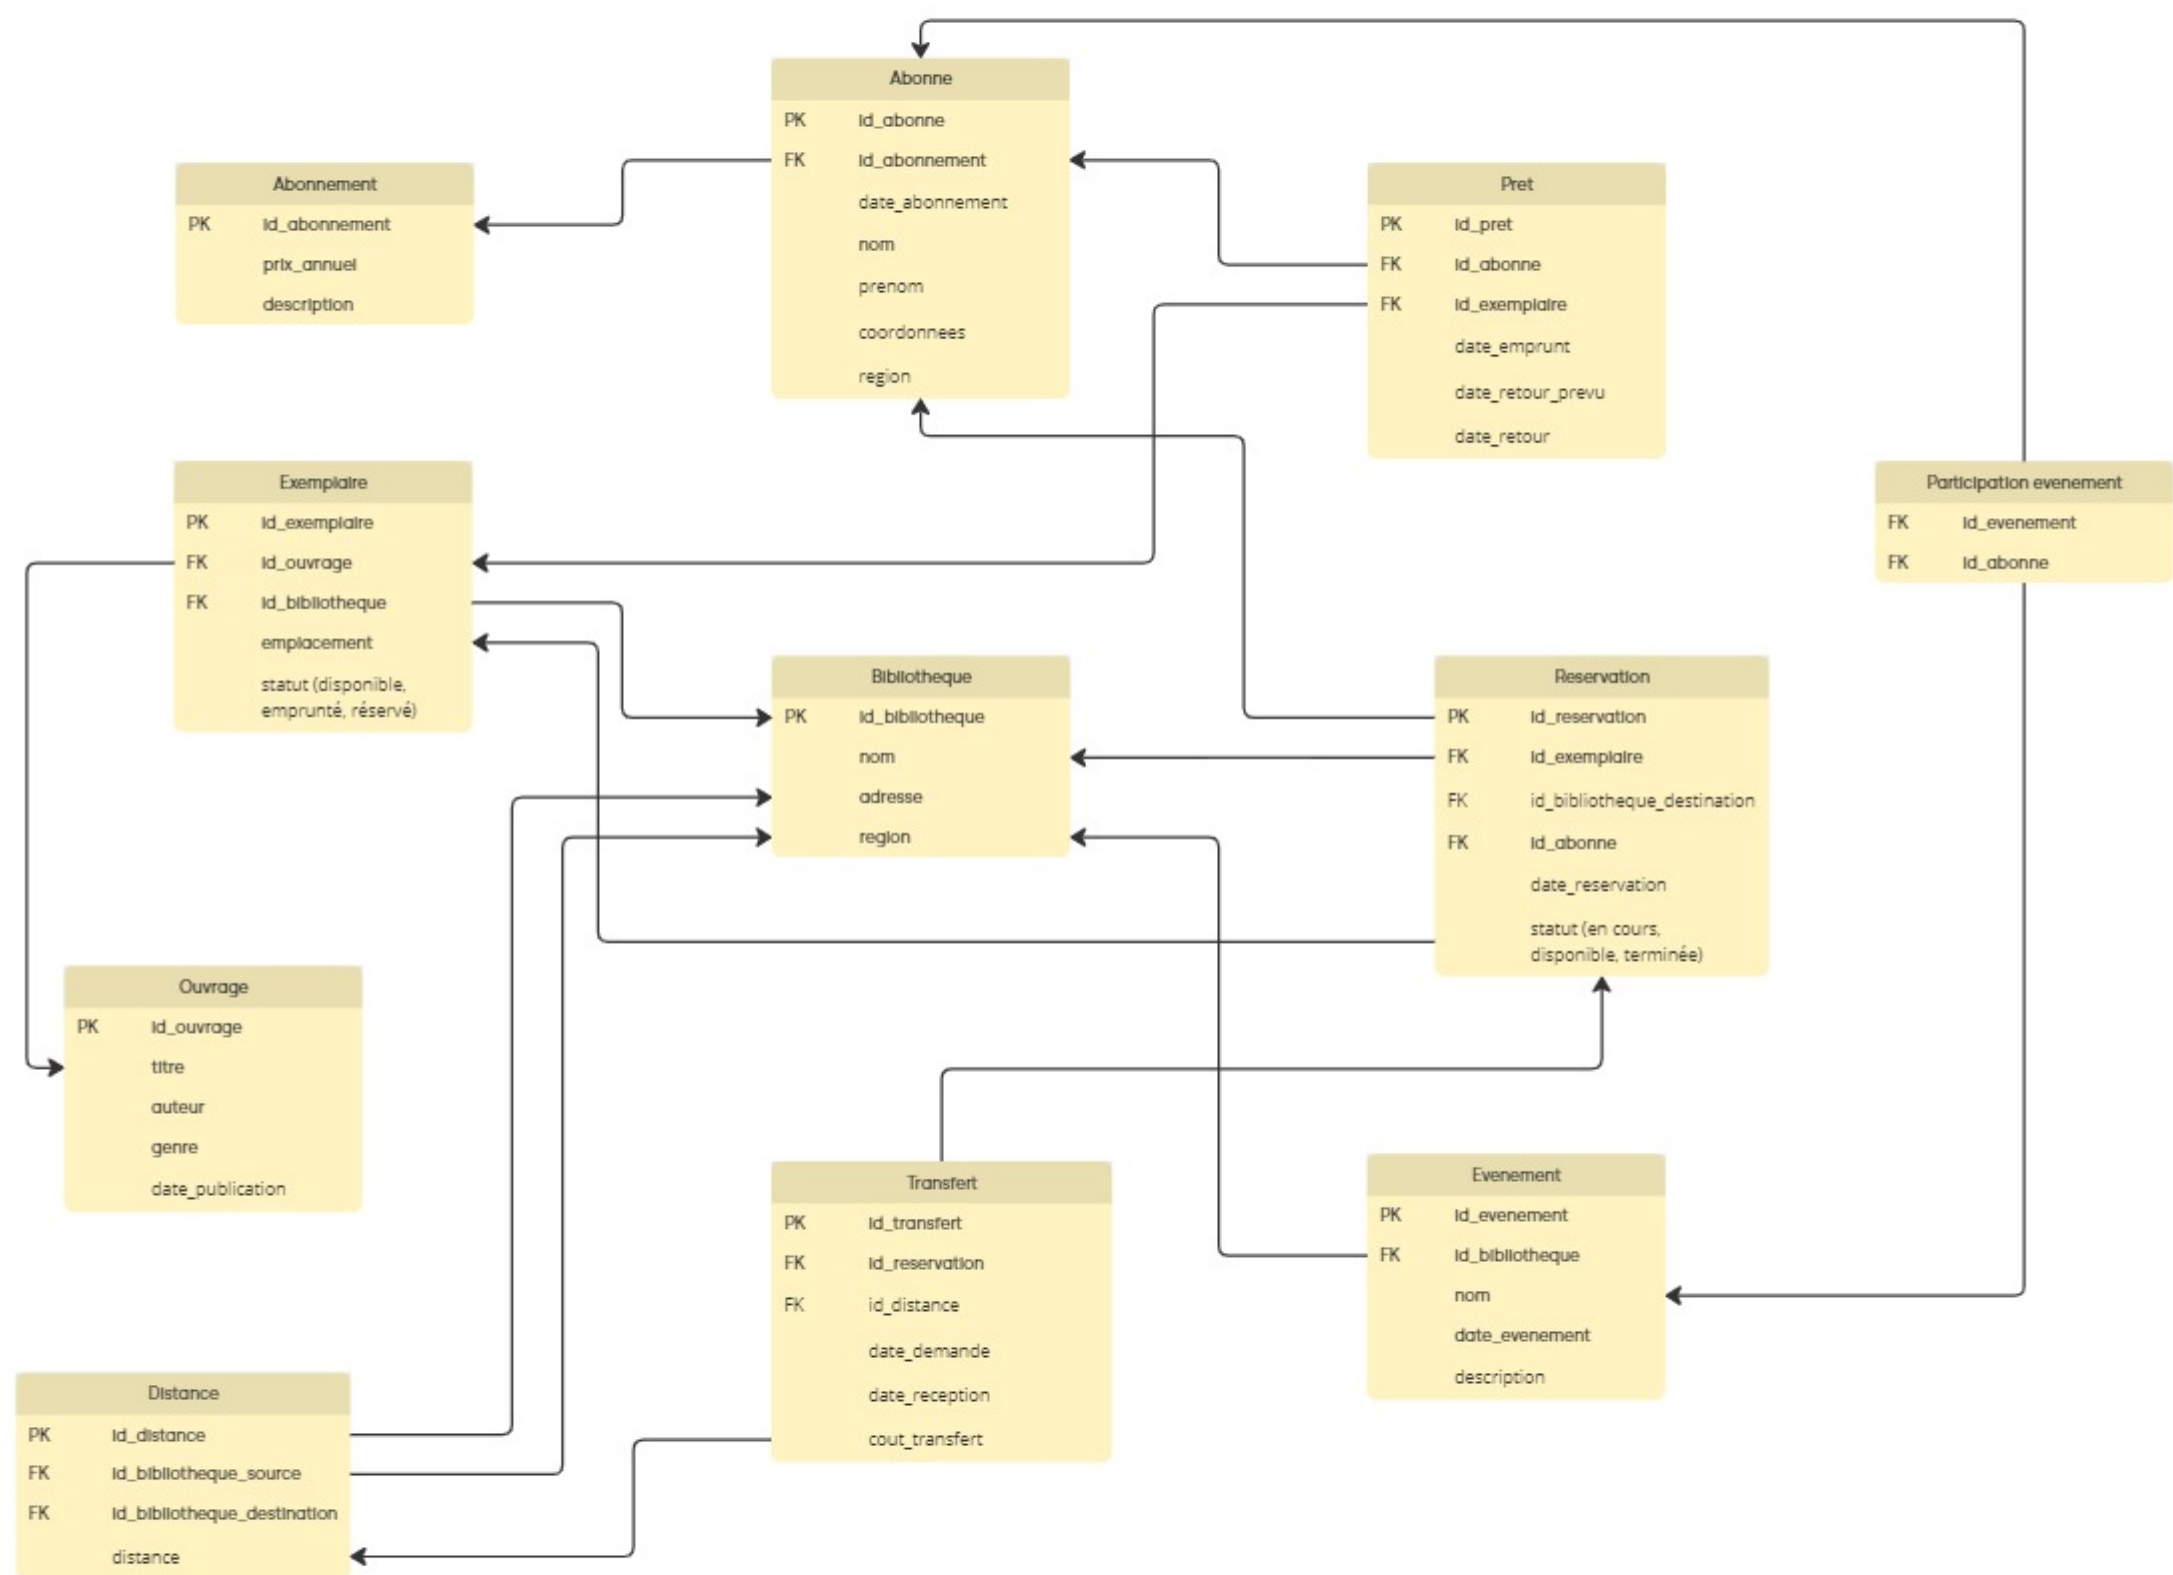 Abonne
PK id_abonne
FK id_abonnement
date_abonnement
nom
prenom
coordonnees
region
Abonnement
PK id_abonnement
prix_annuel
description
Pret
PK id_pret
FK id_abonne
FK id_exemplaire
date_emprunt
date_retour_prevu
date_retour
Exemplaire
PK id_exemplaire
FK id_ouvrage
FK id_bibliotheque
emplacement
statut (disponible,
emprunté, réservé)
Participation evenement
FK id_evenement
FK id_abonne
Bibliotheque
PK id_bibliotheque
nom
adresse
region
Reservation
PK id_reservation
FK id_exemplaire
FK id_bibliotheque_destination
FK id_abonne
date_reservation
statut (en cours,
disponible, terminée)
Ouvrage
PK id_ouvrage
titre
auteur
genre
date_publication
Transfert
PK id_transfert
FK id_reservation
FK id_distance
date_demande
date_reception
cout_transfert
Evenement
PK id_evenement
FK id_bibliotheque
nom
date_evenement
description
Distance
PK id_distance
FK id_bibliotheque_source
FK id_bibliotheque_destination
distance